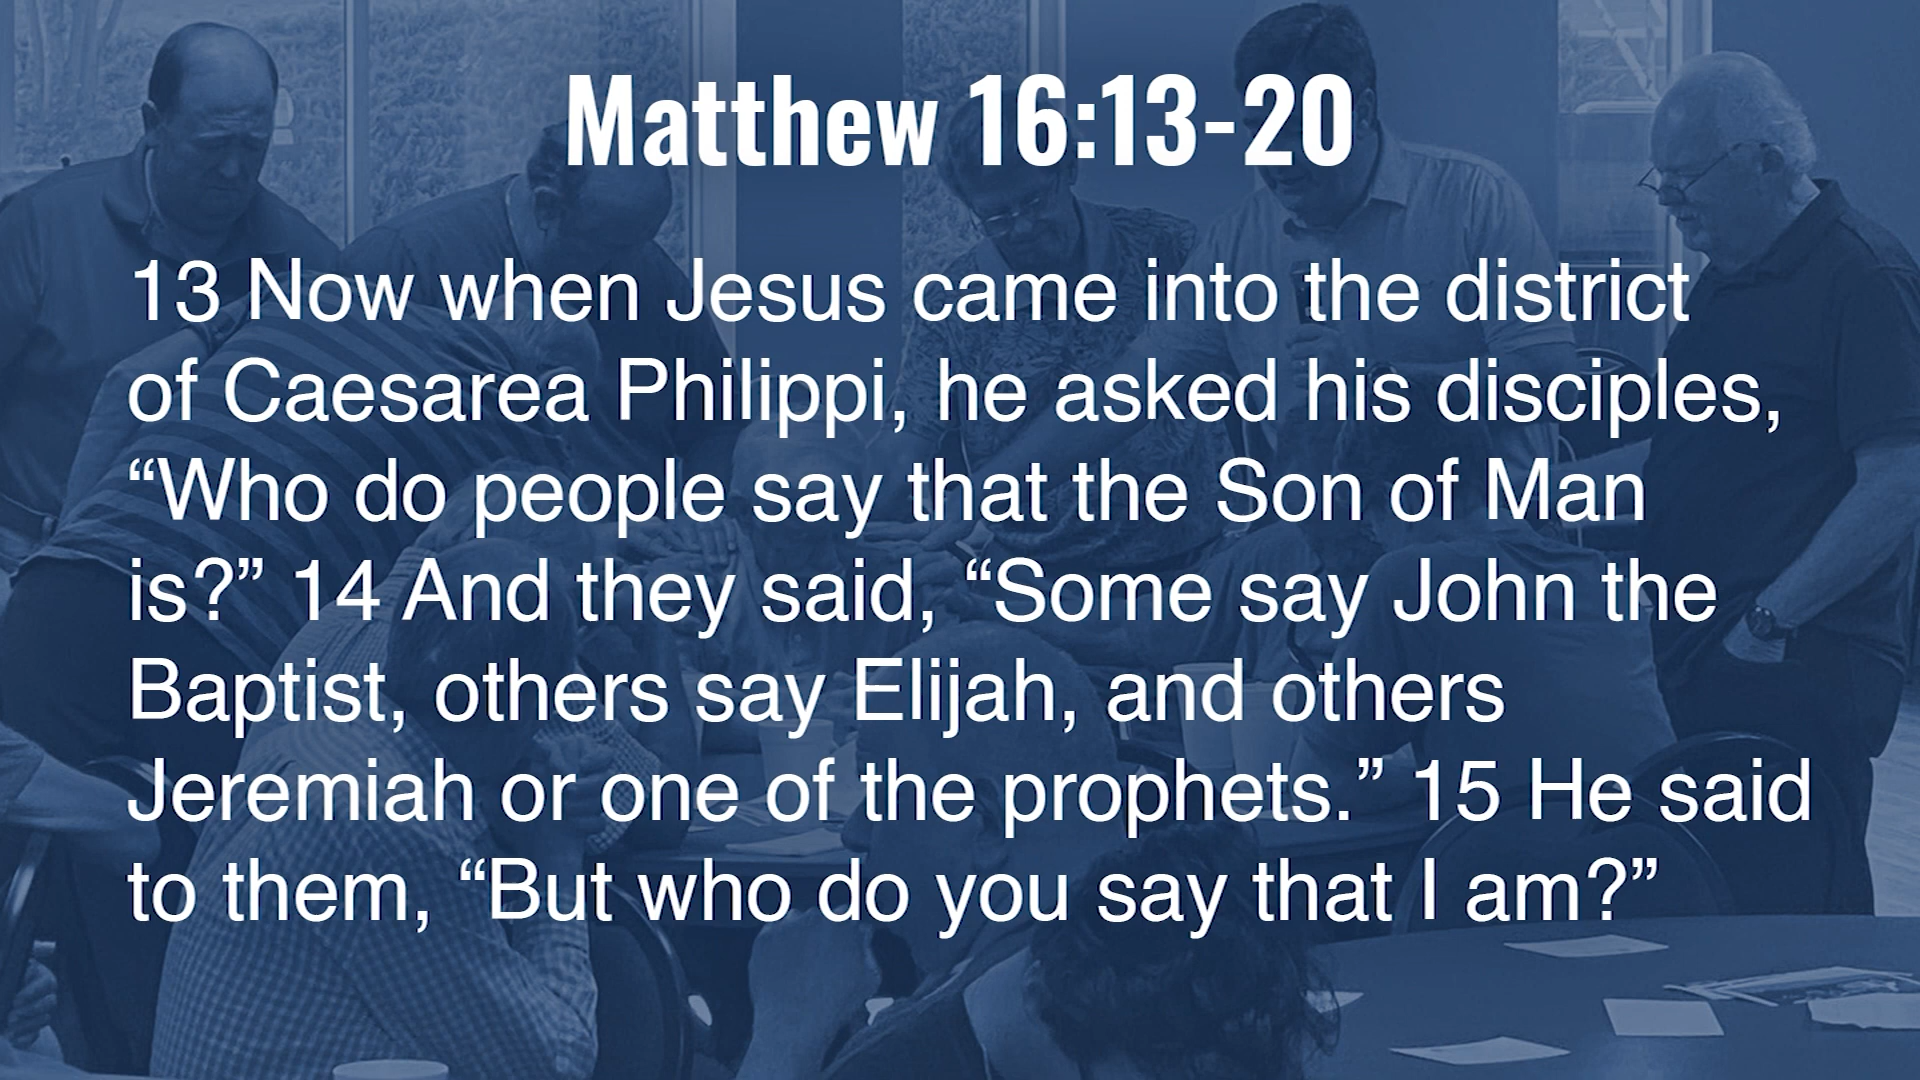 Matthew 16:13-20
13 Now when Jesus came into the district
of Caesarea Philippi, he asked his disciples,
“Who do people say that the Son of Man
is?” 14 And they said, “Some say John the
Baptist, others say Elijah, and others
Jeremiah or one of the prophets.” 15 He said
to them, “But who do you say that I am?”